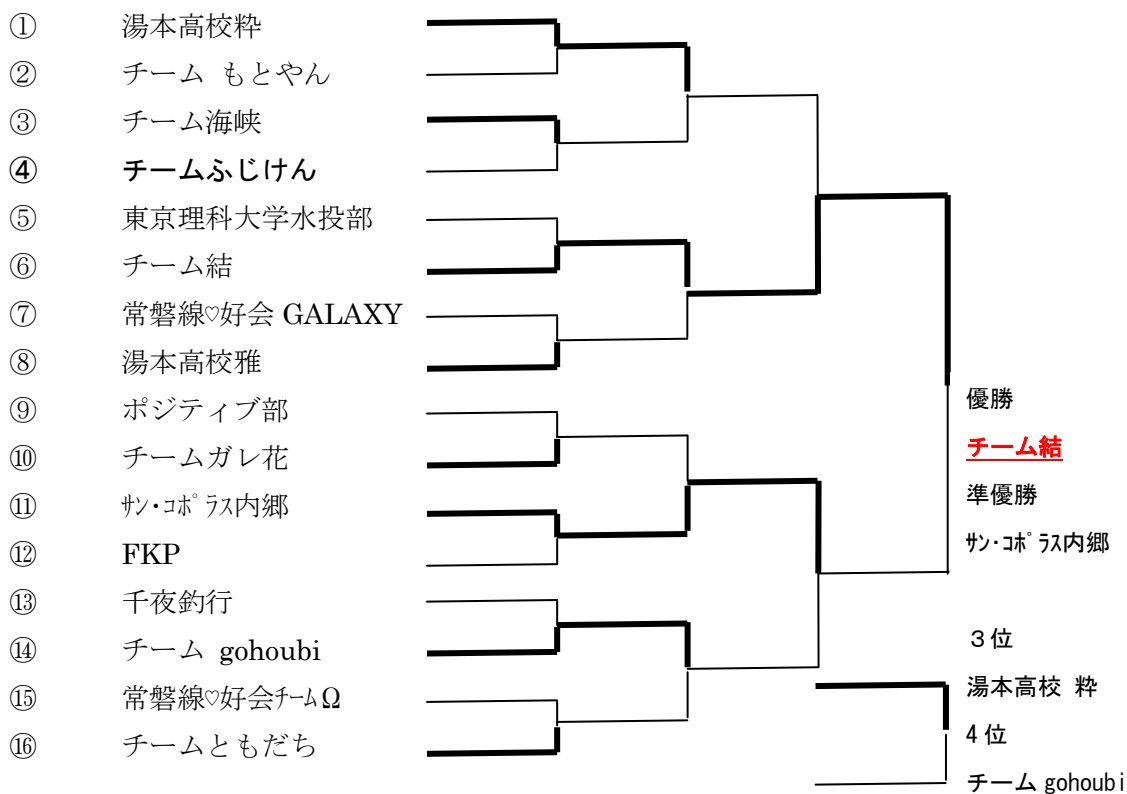 ① 湯本高校粋
② チーム もとやん
③ チーム海峡
④ チームふじけん
⑤ 東京理科大学水投部
⑥ チーム結
⑦ 常磐線♡好会 GALAXY
⑧ 湯本高校雅
⑨ ポジティブ部
⑩ チームガレ花
⑪ サン・コポラス内郷
⑫ FKP
⑬ 千夜釣行
⑭ チーム gohoubi
⑮ 常磐線♡好会チームΩ
⑯ チームともだち
優勝
チーム結
準優勝
サン・コポラス内郷
3位
湯本高校 粋
4位
チーム gohoubi